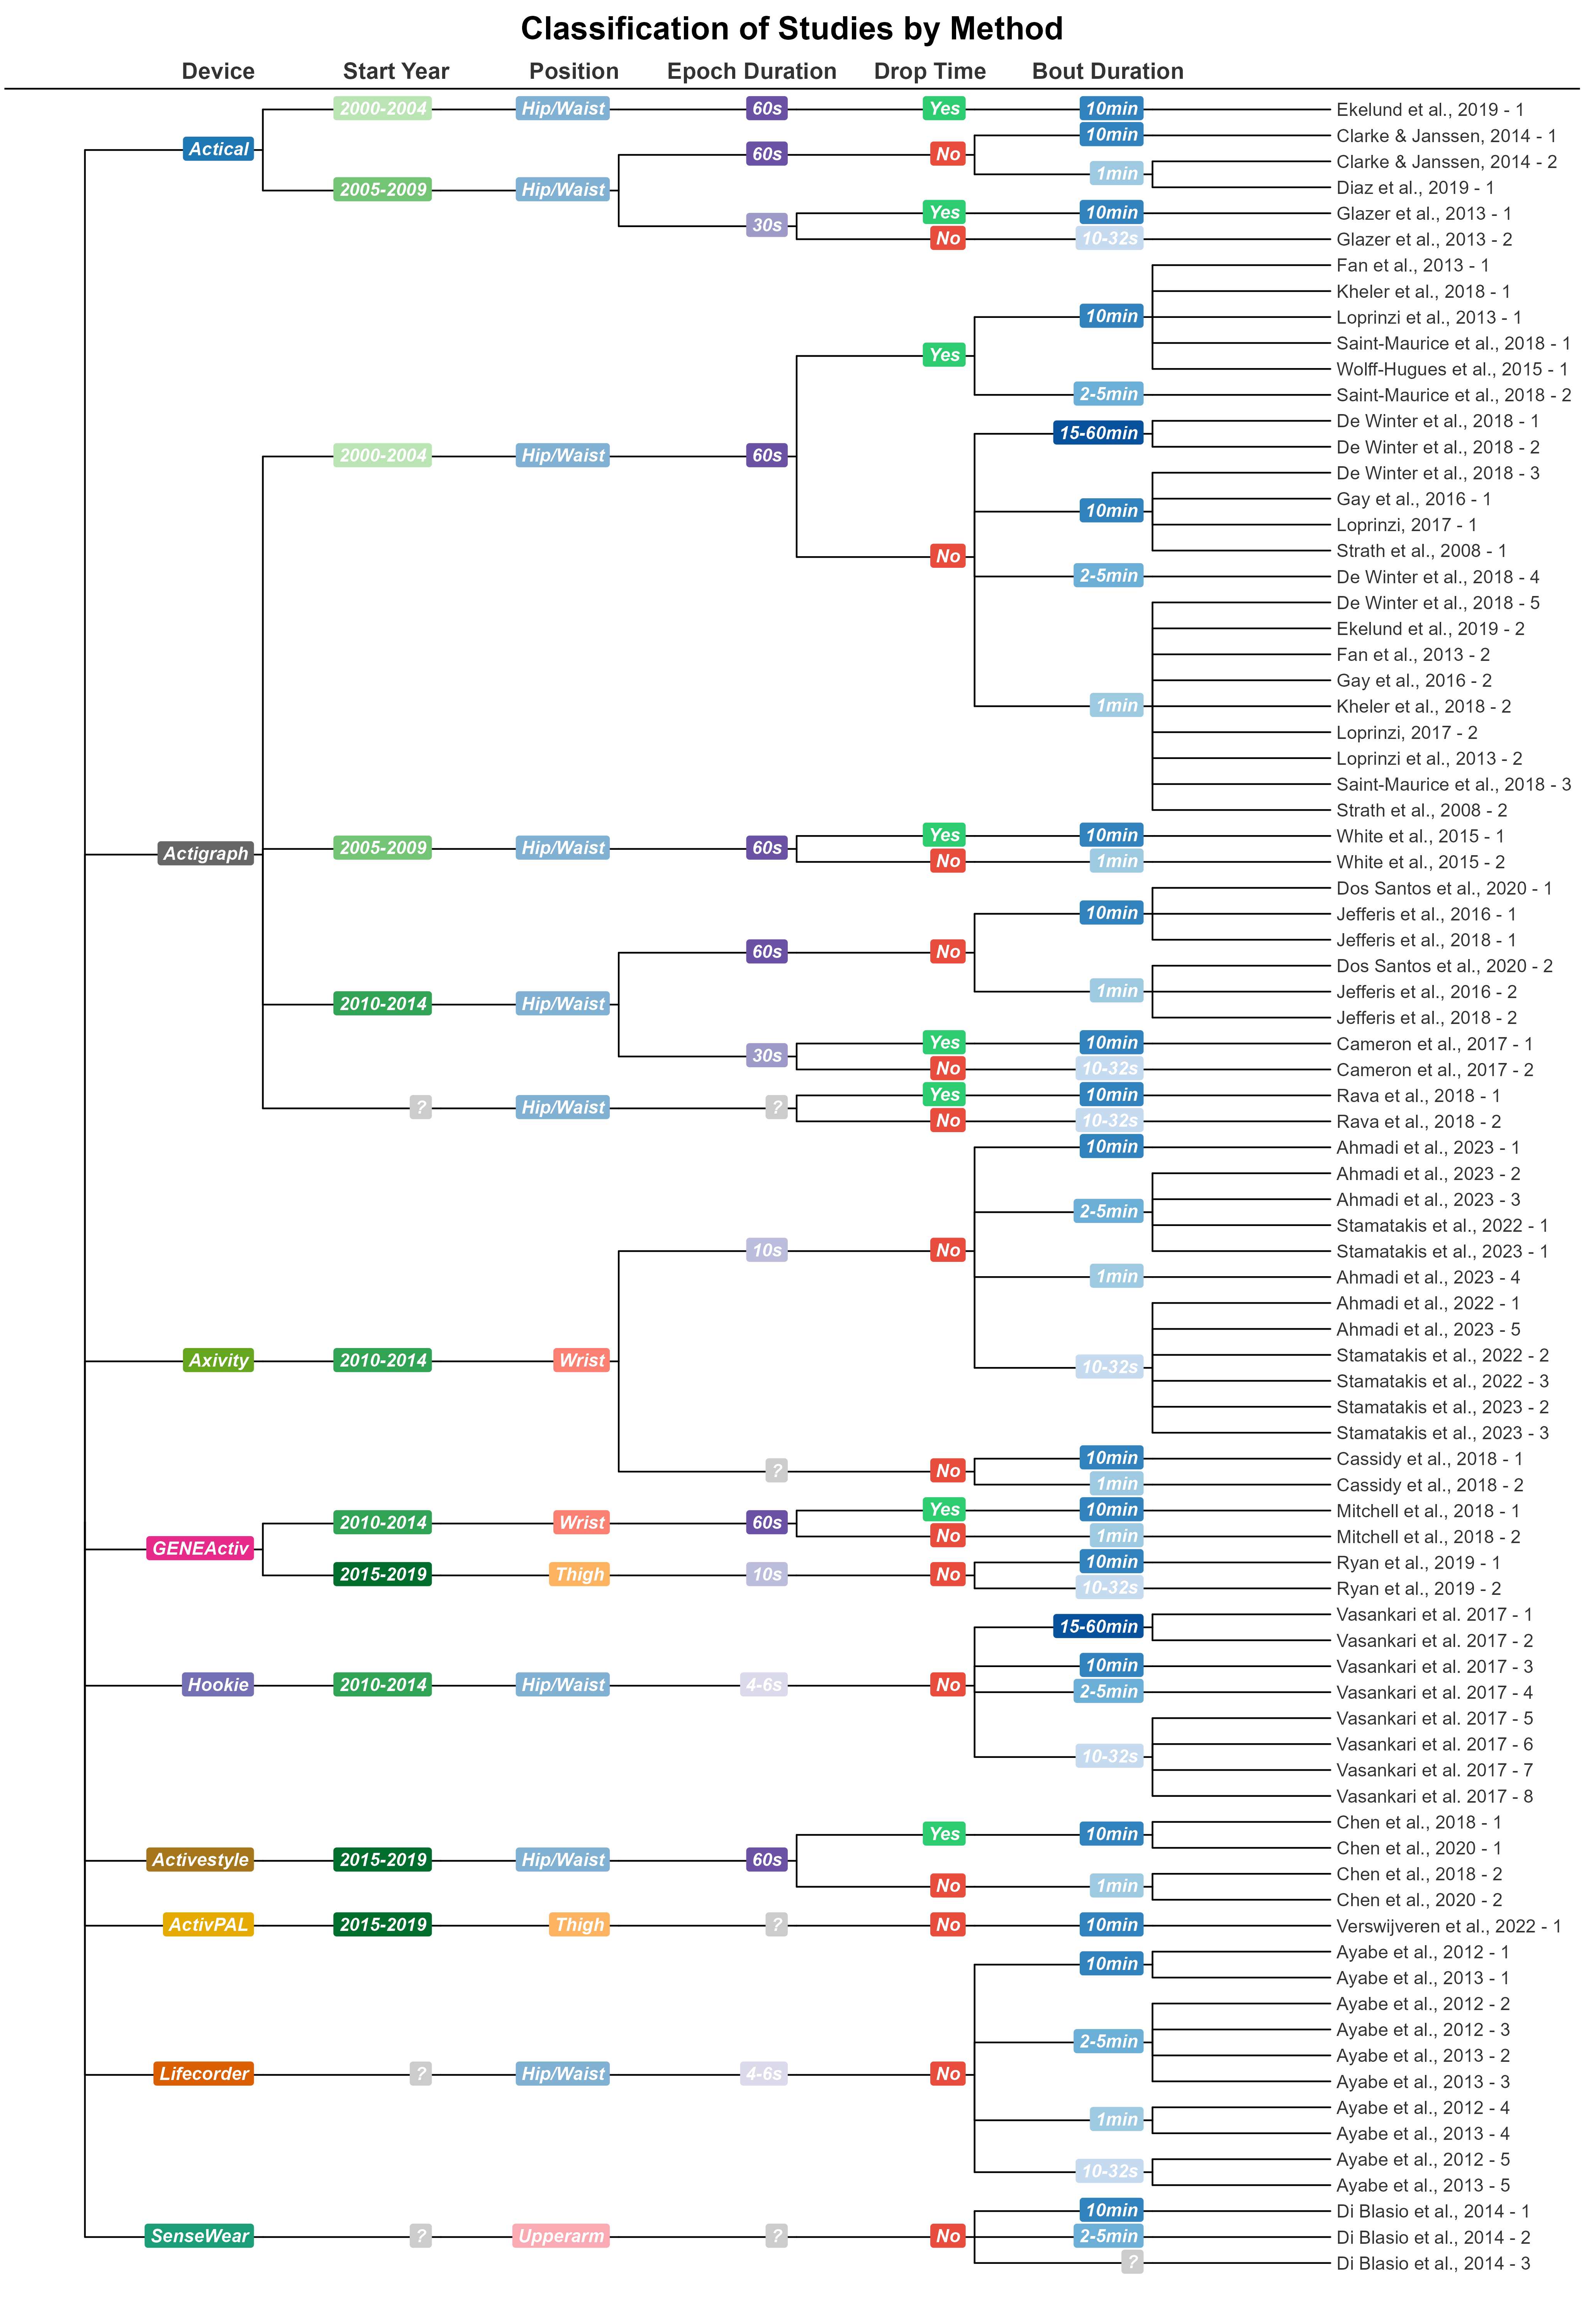 Classification of Studies by Method
Device Start Year Position Epoch Duration Drop Time Bout Duration
2000-2004 Hip/Waist 60s Yes 10min Ekelund et al., 2019 - 1
10min Clarke & Janssen, 2014 - 1
Actical
60s No
1min Clarke & Janssen, 2014 - 2
Diaz et al., 2019 - 1
2005-2009 Hip/Waist
30s
Yes 10min Glazer et al., 2013 - 1
No 10-32s Glazer et al., 2013 - 2
Fan et al., 2013 - 1
Kheler et al., 2018 - 1
10min Loprinzi et al., 2013 - 1
Saint-Maurice et al., 2018 - 1
Yes
Wolff-Hugues et al., 2015 - 1
2-5min Saint-Maurice et al., 2018 - 2
De Winter et al., 2018 - 1
15-60min
De Winter et al., 2018 - 2
2000-2004 Hip/Waist 60s
De Winter et al., 2018 - 3
Gay et al., 2016 - 1
10min
Loprinzi, 2017 - 1
Strath et al., 2008 - 1
No
2-5min De Winter et al., 2018 - 4
De Winter et al., 2018 - 5
Ekelund et al., 2019 - 2
Fan et al., 2013 - 2
Gay et al., 2016 - 2
1min Kheler et al., 2018 - 2
Loprinzi, 2017 - 2
Loprinzi et al., 2013 - 2
Saint-Maurice et al., 2018 - 3
Strath et al., 2008 - 2
Yes 10min White et al., 2015 - 1
Actigraph 2005-2009 Hip/Waist 60s
No 1min White et al., 2015 - 2
Dos Santos et al., 2020 - 1
10min Jefferis et al., 2016 - 1
Jefferis et al., 2018 - 1
60s No
Dos Santos et al., 2020 - 2
1min Jefferis et al., 2016 - 2
2010-2014 Hip/Waist
Jefferis et al., 2018 - 2
Yes 10min Cameron et al., 2017 - 1
30s
No 10-32s Cameron et al., 2017 - 2
Yes 10min Rava et al., 2018 - 1
? Hip/Waist ?
No 10-32s Rava et al., 2018 - 2
10min Ahmadi et al., 2023 - 1
Ahmadi et al., 2023 - 2
Ahmadi et al., 2023 - 3
2-5min
Stamatakis et al., 2022 - 1
Stamatakis et al., 2023 - 1
10s No
1min Ahmadi et al., 2023 - 4
Ahmadi et al., 2022 - 1
Ahmadi et al., 2023 - 5
Stamatakis et al., 2022 - 2
Axivity 2010-2014 Wrist
10-32s
Stamatakis et al., 2022 - 3
Stamatakis et al., 2023 - 2
Stamatakis et al., 2023 - 3
10min Cassidy et al., 2018 - 1
? No
1min Cassidy et al., 2018 - 2
Yes 10min Mitchell et al., 2018 - 1
2010-2014 Wrist 60s
No 1min Mitchell et al., 2018 - 2
GENEActiv
10min Ryan et al., 2019 - 1
2015-2019 Thigh 10s No
10-32s Ryan et al., 2019 - 2
Vasankari et al. 2017 - 1
15-60min
Vasankari et al. 2017 - 2
10min Vasankari et al. 2017 - 3
Hookie 2010-2014 Hip/Waist 4-6s No
2-5min Vasankari et al. 2017 - 4
Vasankari et al. 2017 - 5
Vasankari et al. 2017 - 6
10-32s
Vasankari et al. 2017 - 7
Vasankari et al. 2017 - 8
Chen et al., 2018 - 1
Yes 10min
Chen et al., 2020 - 1
Activestyle 2015-2019 Hip/Waist 60s
Chen et al., 2018 - 2
No 1min
Chen et al., 2020 - 2
ActivPAL 2015-2019 Thigh ? No 10min Verswijveren et al., 2022 - 1
Ayabe et al., 2012 - 1
10min
Ayabe et al., 2013 - 1
Ayabe et al., 2012 - 2
Ayabe et al., 2012 - 3
2-5min
Ayabe et al., 2013 - 2
Ayabe et al., 2013 - 3
Lifecorder ? Hip/Waist 4-6s No
Ayabe et al., 2012 - 4
1min
Ayabe et al., 2013 - 4
Ayabe et al., 2012 - 5
10-32s
Ayabe et al., 2013 - 5
10min Di Blasio et al., 2014 - 1
SenseWear ? Upperarm ? No 2-5min Di Blasio et al., 2014 - 2
? Di Blasio et al., 2014 - 3